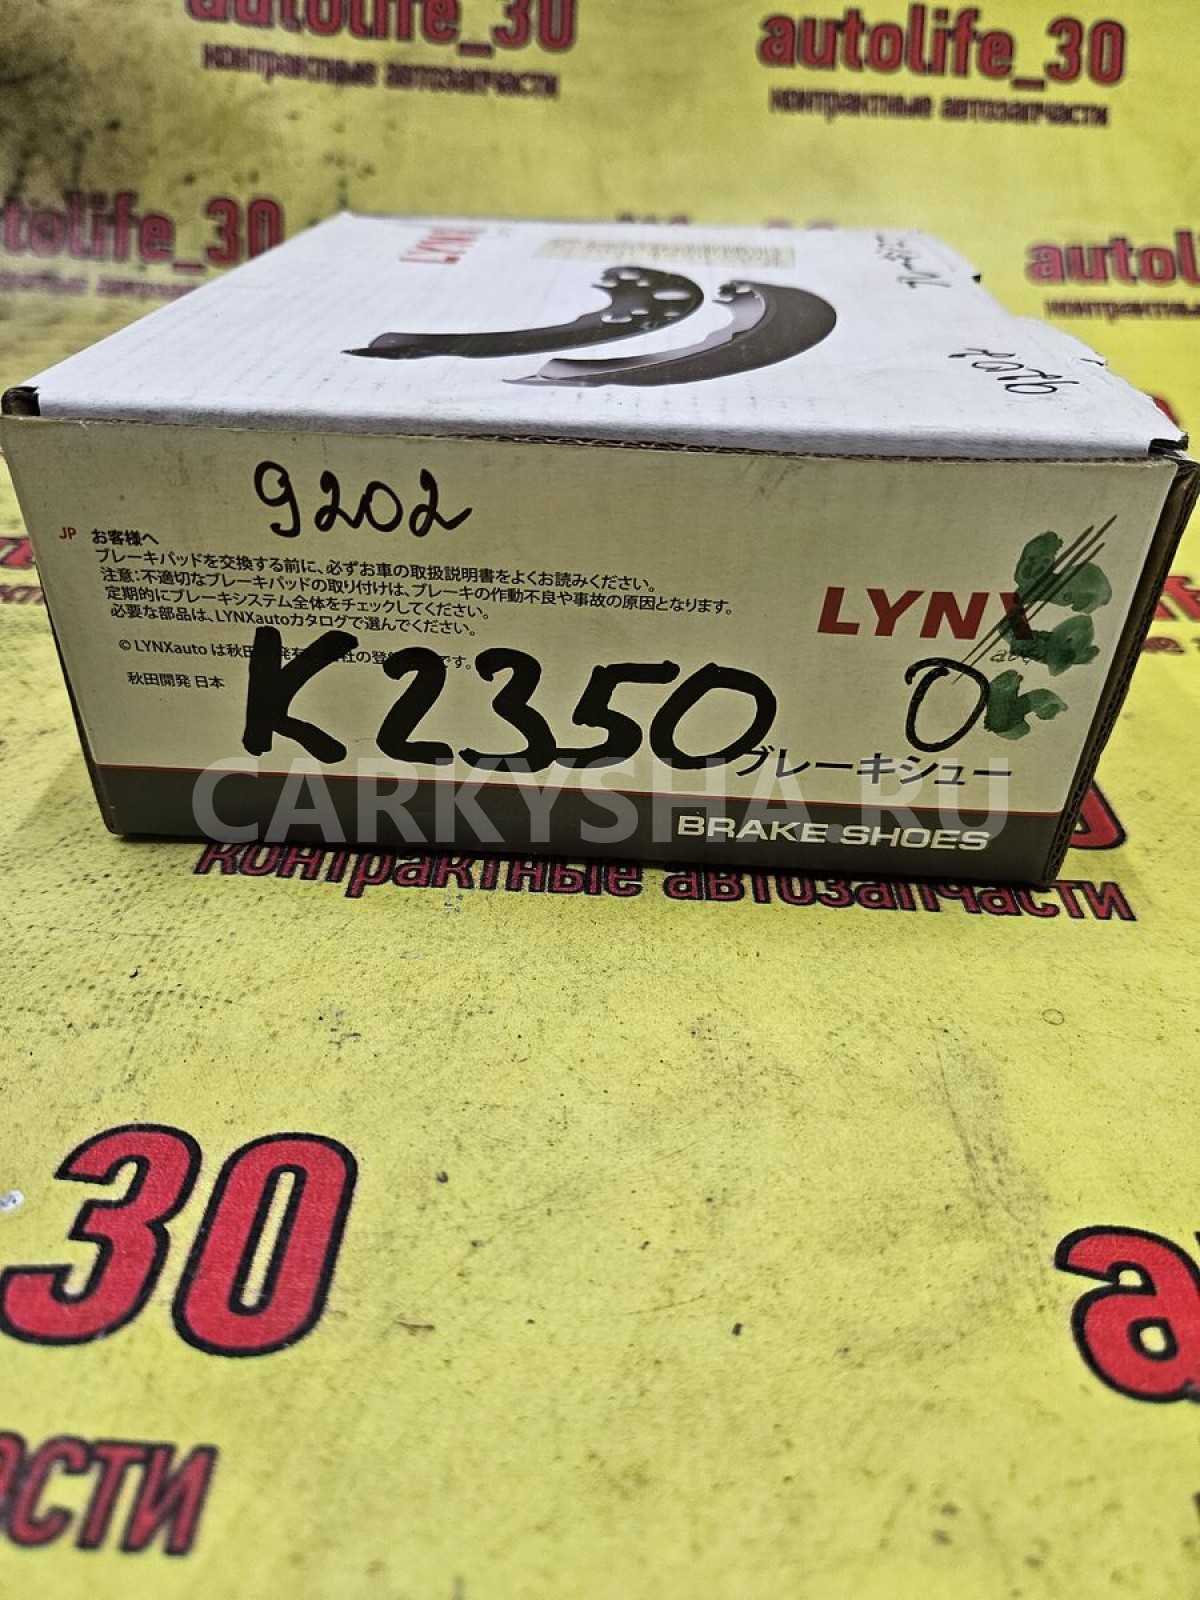 autolife_30
контрактные автозапчасти
autolife_30
контрактные автозапчасти
autolife_30
LYNX
9202
JP お客様へ
ブレーキパッドを交換する前に、必ずお車の取扱説明書をよくお読みください。
注意：不適切なブレーキパッドの取り付けは、ブレーキの作動不良や事故の原因となります。
定期的にブレーキシステム全体をチェックしてください。
必要な部品は、LYNXautoカタログで選んでください。
LYNX
© LYNXauto は秋田
です。
秋田開発 日本
K2350
O
ブレーキシュー
CARKYSHA.RU
BRAKE SHOES
контрактные автозапчасти
30